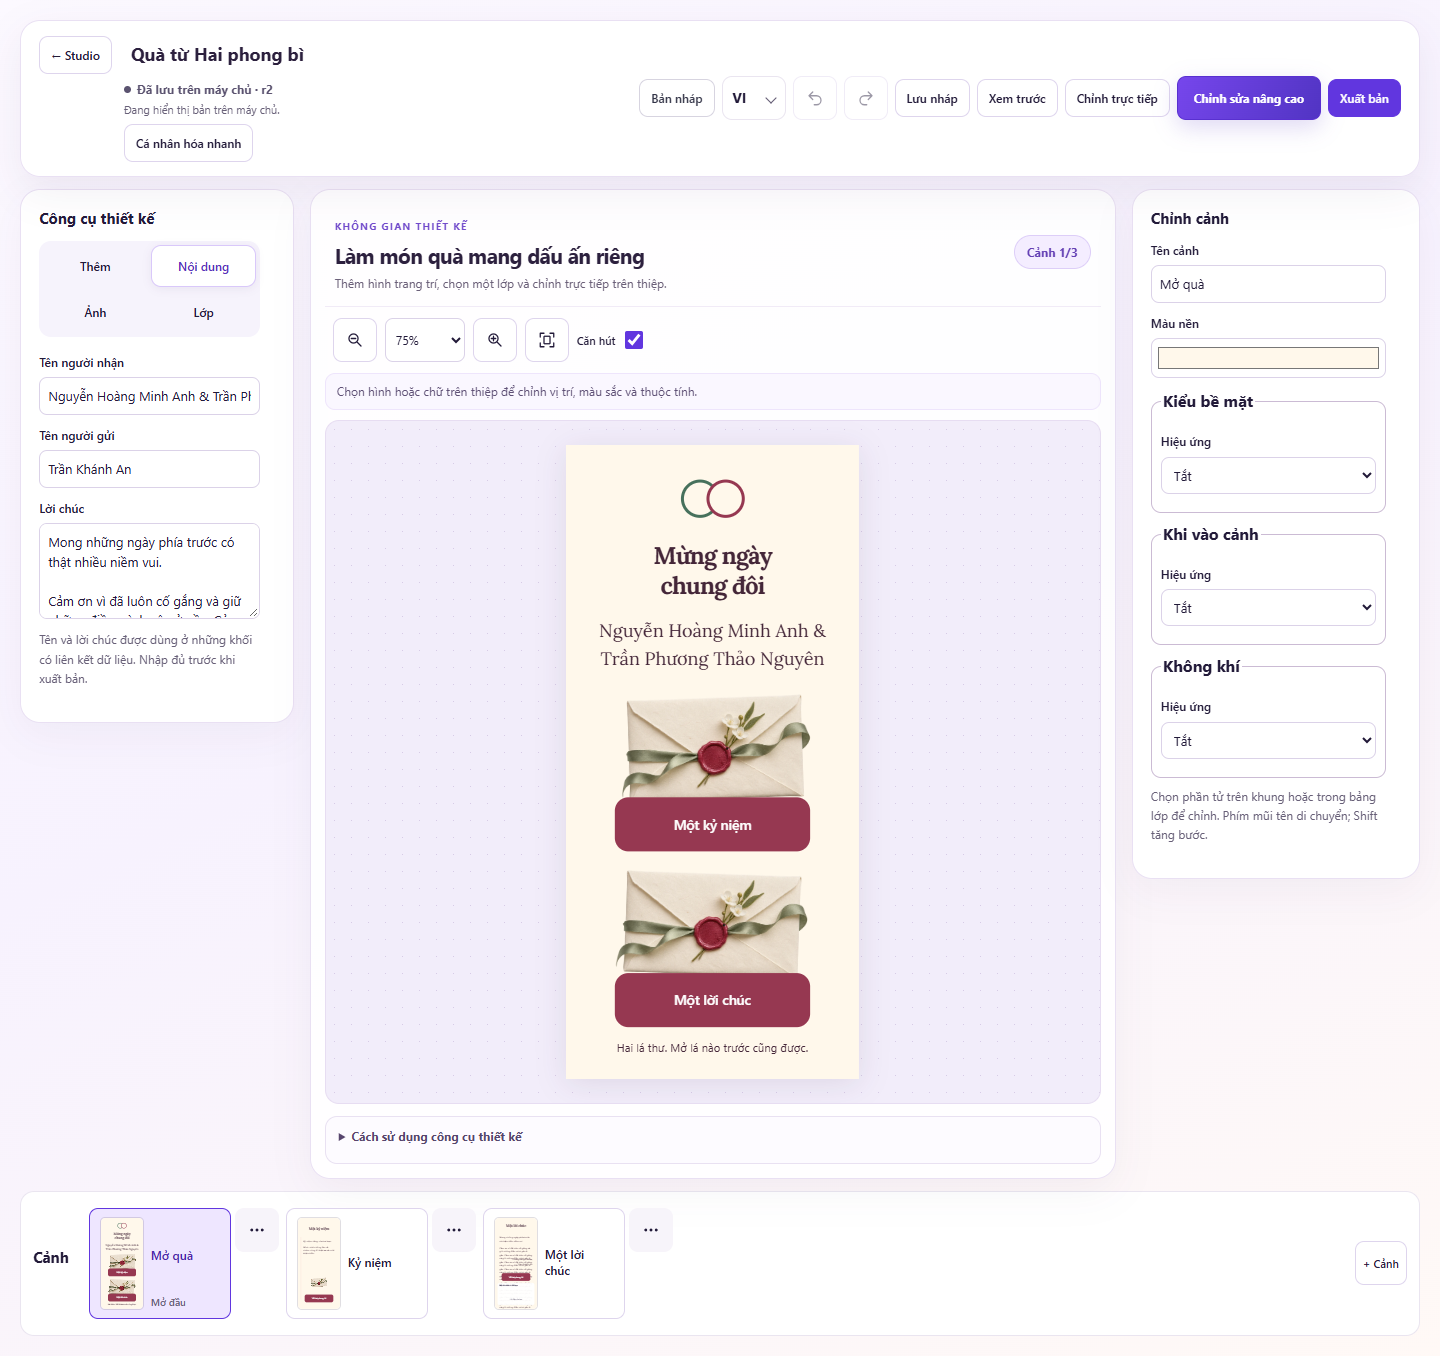 ← Studio
Quà từ Hai phong bì
Đã lưu trên máy chủ · r2
Đang hiển thị bản trên máy chủ.
Cá nhân hóa nhanh
Bản nháp
VI
Lưu nháp
Xem trước
Chỉnh trực tiếp
Chỉnh sửa nâng cao
Xuất bản
Công cụ thiết kế
Thêm
Nội dung
Ảnh
Lớp
Tên người nhận
Nguyễn Hoàng Minh Anh & Trần Ph
Tên người gửi
Trần Khánh An
Lời chúc
Mong những ngày phía trước có
thật nhiều niềm vui.
Cảm ơn vì đã luôn cố gắng và giữ
Tên và lời chúc được dùng ở những khối
có liên kết dữ liệu. Nhập đủ trước khi
xuất bản.
KHÔNG GIAN THIẾT KẾ
Làm món quà mang dấu ấn riêng
Thêm hình trang trí, chọn một lớp và chỉnh trực tiếp trên thiệp.
Cảnh 1/3
75%
Căn hút
Chọn hình hoặc chữ trên thiệp để chỉnh vị trí, màu sắc và thuộc tính.
Mừng ngày
chung đôi
Nguyễn Hoàng Minh Anh &
Trần Phương Thảo Nguyên
Một kỷ niệm
Một lời chúc
Hai lá thư. Mở lá nào trước cũng được.
Cách sử dụng công cụ thiết kế
Chỉnh cảnh
Tên cảnh
Mở quà
Màu nền
Kiểu bề mặt
Hiệu ứng
Tắt
Khi vào cảnh
Hiệu ứng
Tắt
Không khí
Hiệu ứng
Tắt
Chọn phần tử trên khung hoặc trong bảng
lớp để chỉnh. Phím mũi tên di chuyển; Shift
tăng bước.
Cảnh
Mừng ngày
chung đôi
Mở quà
Mở đầu
Một kỷ niệm
Kỷ niệm
Một lời chúc
Một lời
chúc
+ Cảnh